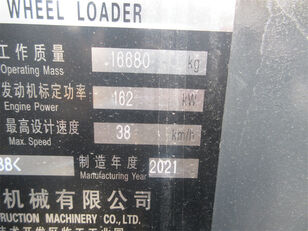 WHEEL LOADER
工作质量 16680 kg
Operating Mass
发动机标定功率 162 kW
Engine Power
最高设计速度 38 km/h
Max. Speed
制造年度 2021
Manufacturing Year
机械有限公司
RUCTION MACHINERY CO., LTD.